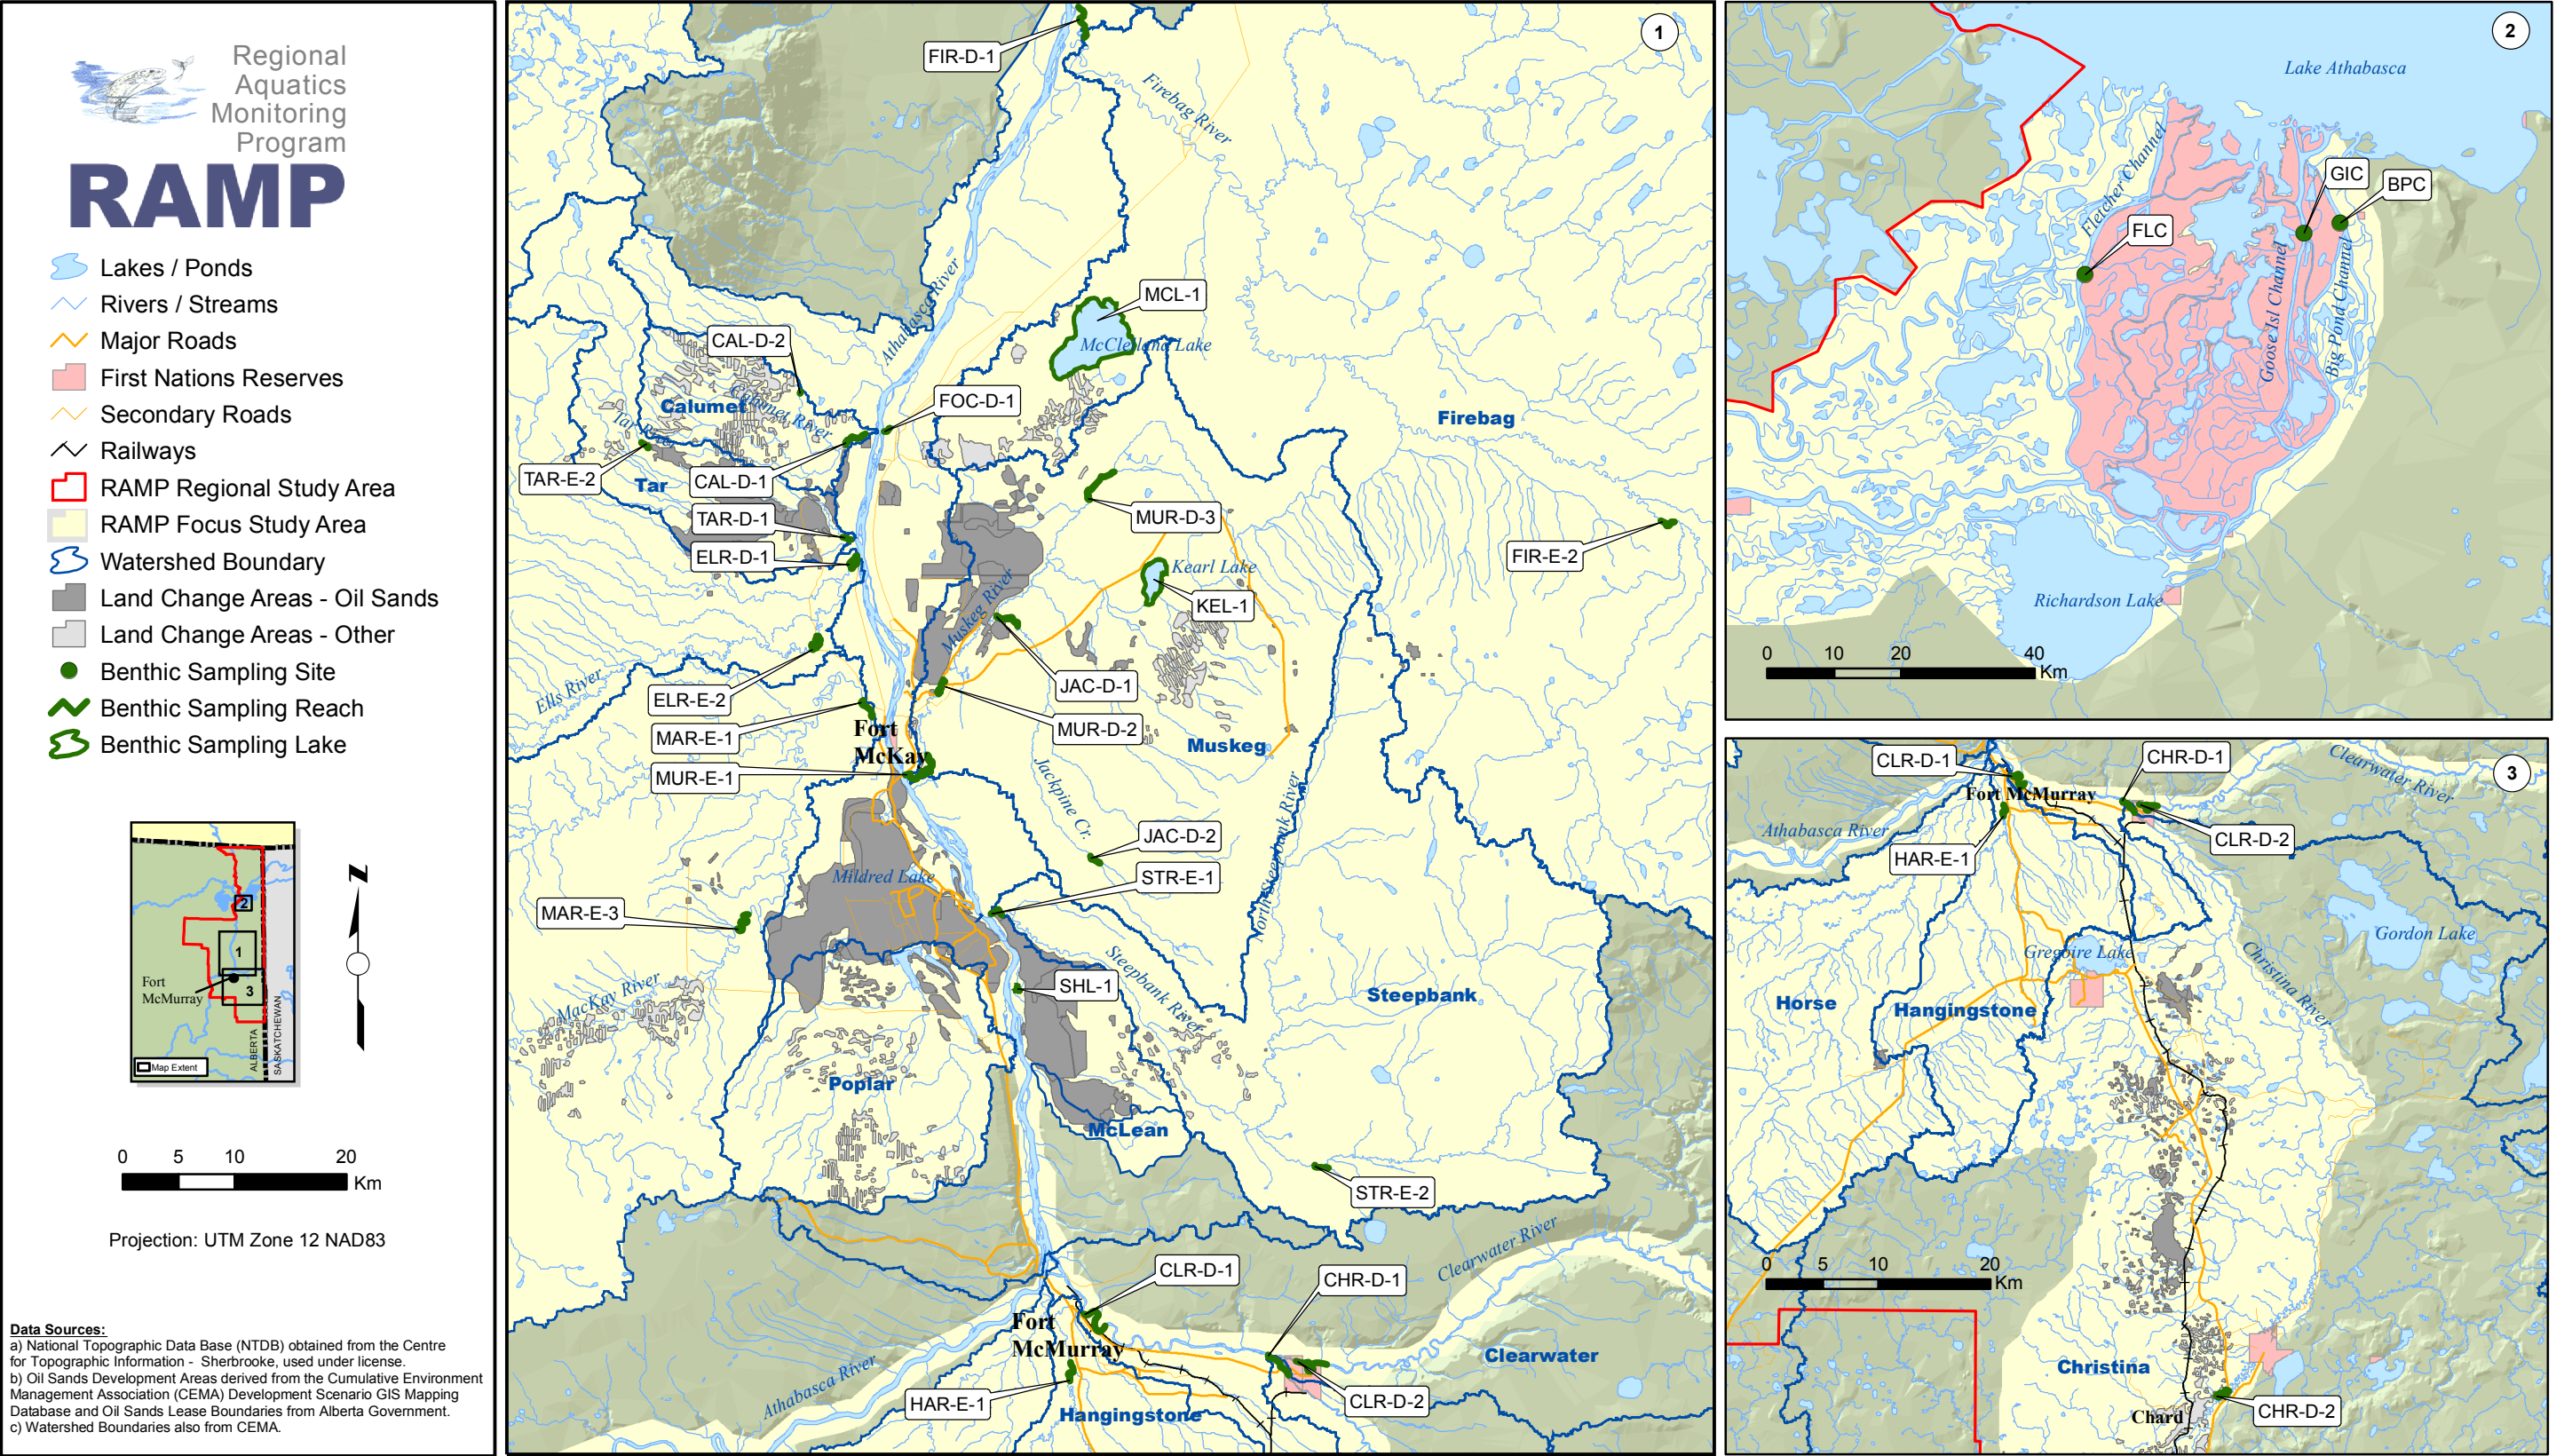 Regional
Aquatics
Monitoring
Program
RAMP
Lakes / Ponds
Rivers / Streams
Major Roads
First Nations Reserves
Secondary Roads
Railways
RAMP Regional Study Area
RAMP Focus Study Area
Watershed Boundary
Land Change Areas - Oil Sands
Land Change Areas - Other
Benthic Sampling Site
Benthic Sampling Reach
Benthic Sampling Lake
2
1
3
Fort
McMurray
ALBERTA
SASKATCHEWAN
Map Extent
N
0 5 10 20
Km
Projection: UTM Zone 12 NAD83
Data Sources:
a) National Topographic Data Base (NTDB) obtained from the Centre
for Topographic Information - Sherbrooke, used under license.
b) Oil Sands Development Areas derived from the Cumulative Environment
Management Association (CEMA) Development Scenario GIS Mapping
Database and Oil Sands Lease Boundaries from Alberta Government.
c) Watershed Boundaries also from CEMA.
1
FIR-D-1
Firebag River
Athabasca River
MCL-1
McClelland Lake
CAL-D-2
Calumet
Calumet River
FOC-D-1
Firebag
Tar River
TAR-E-2
Tar
CAL-D-1
TAR-D-1
MUR-D-3
ELR-D-1
FIR-E-2
Kearl Lake
KEL-1
Muskeg River
JAC-D-1
Ells River
ELR-E-2
MAR-E-1
Fort
McKay
MUR-D-2
Muskeg
MUR-E-1
Jackpine Cr.
North Steepbank River
JAC-D-2
Mildred Lake
STR-E-1
MAR-E-3
MacKay River
SHL-1
Steepbank River
Steepbank
Poplar
McLean
STR-E-2
Clearwater River
CLR-D-1
CHR-D-1
Fort
McMurray
Clearwater
Athabasca River
HAR-E-1
CLR-D-2
Hangingstone
2
Lake Athabasca
Fletcher Channel
GIC
BPC
FLC
Goose Isl Channel
Big Pond Channel
Richardson Lake
0 10 20 40
Km
3
CLR-D-1
CHR-D-1
Clearwater River
Fort McMurray
Athabasca River
HAR-E-1
CLR-D-2
Gordon Lake
Gregoire Lake
Christina River
Horse
Hangingstone
0 5 10 20
Km
Christina
Chard
CHR-D-2